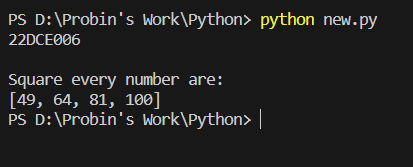 PS D:\Probin's Work\Python> python new.py
22DCE006
Square every number are:
[49, 64, 81, 100]
PS D:\Probin's Work\Python>